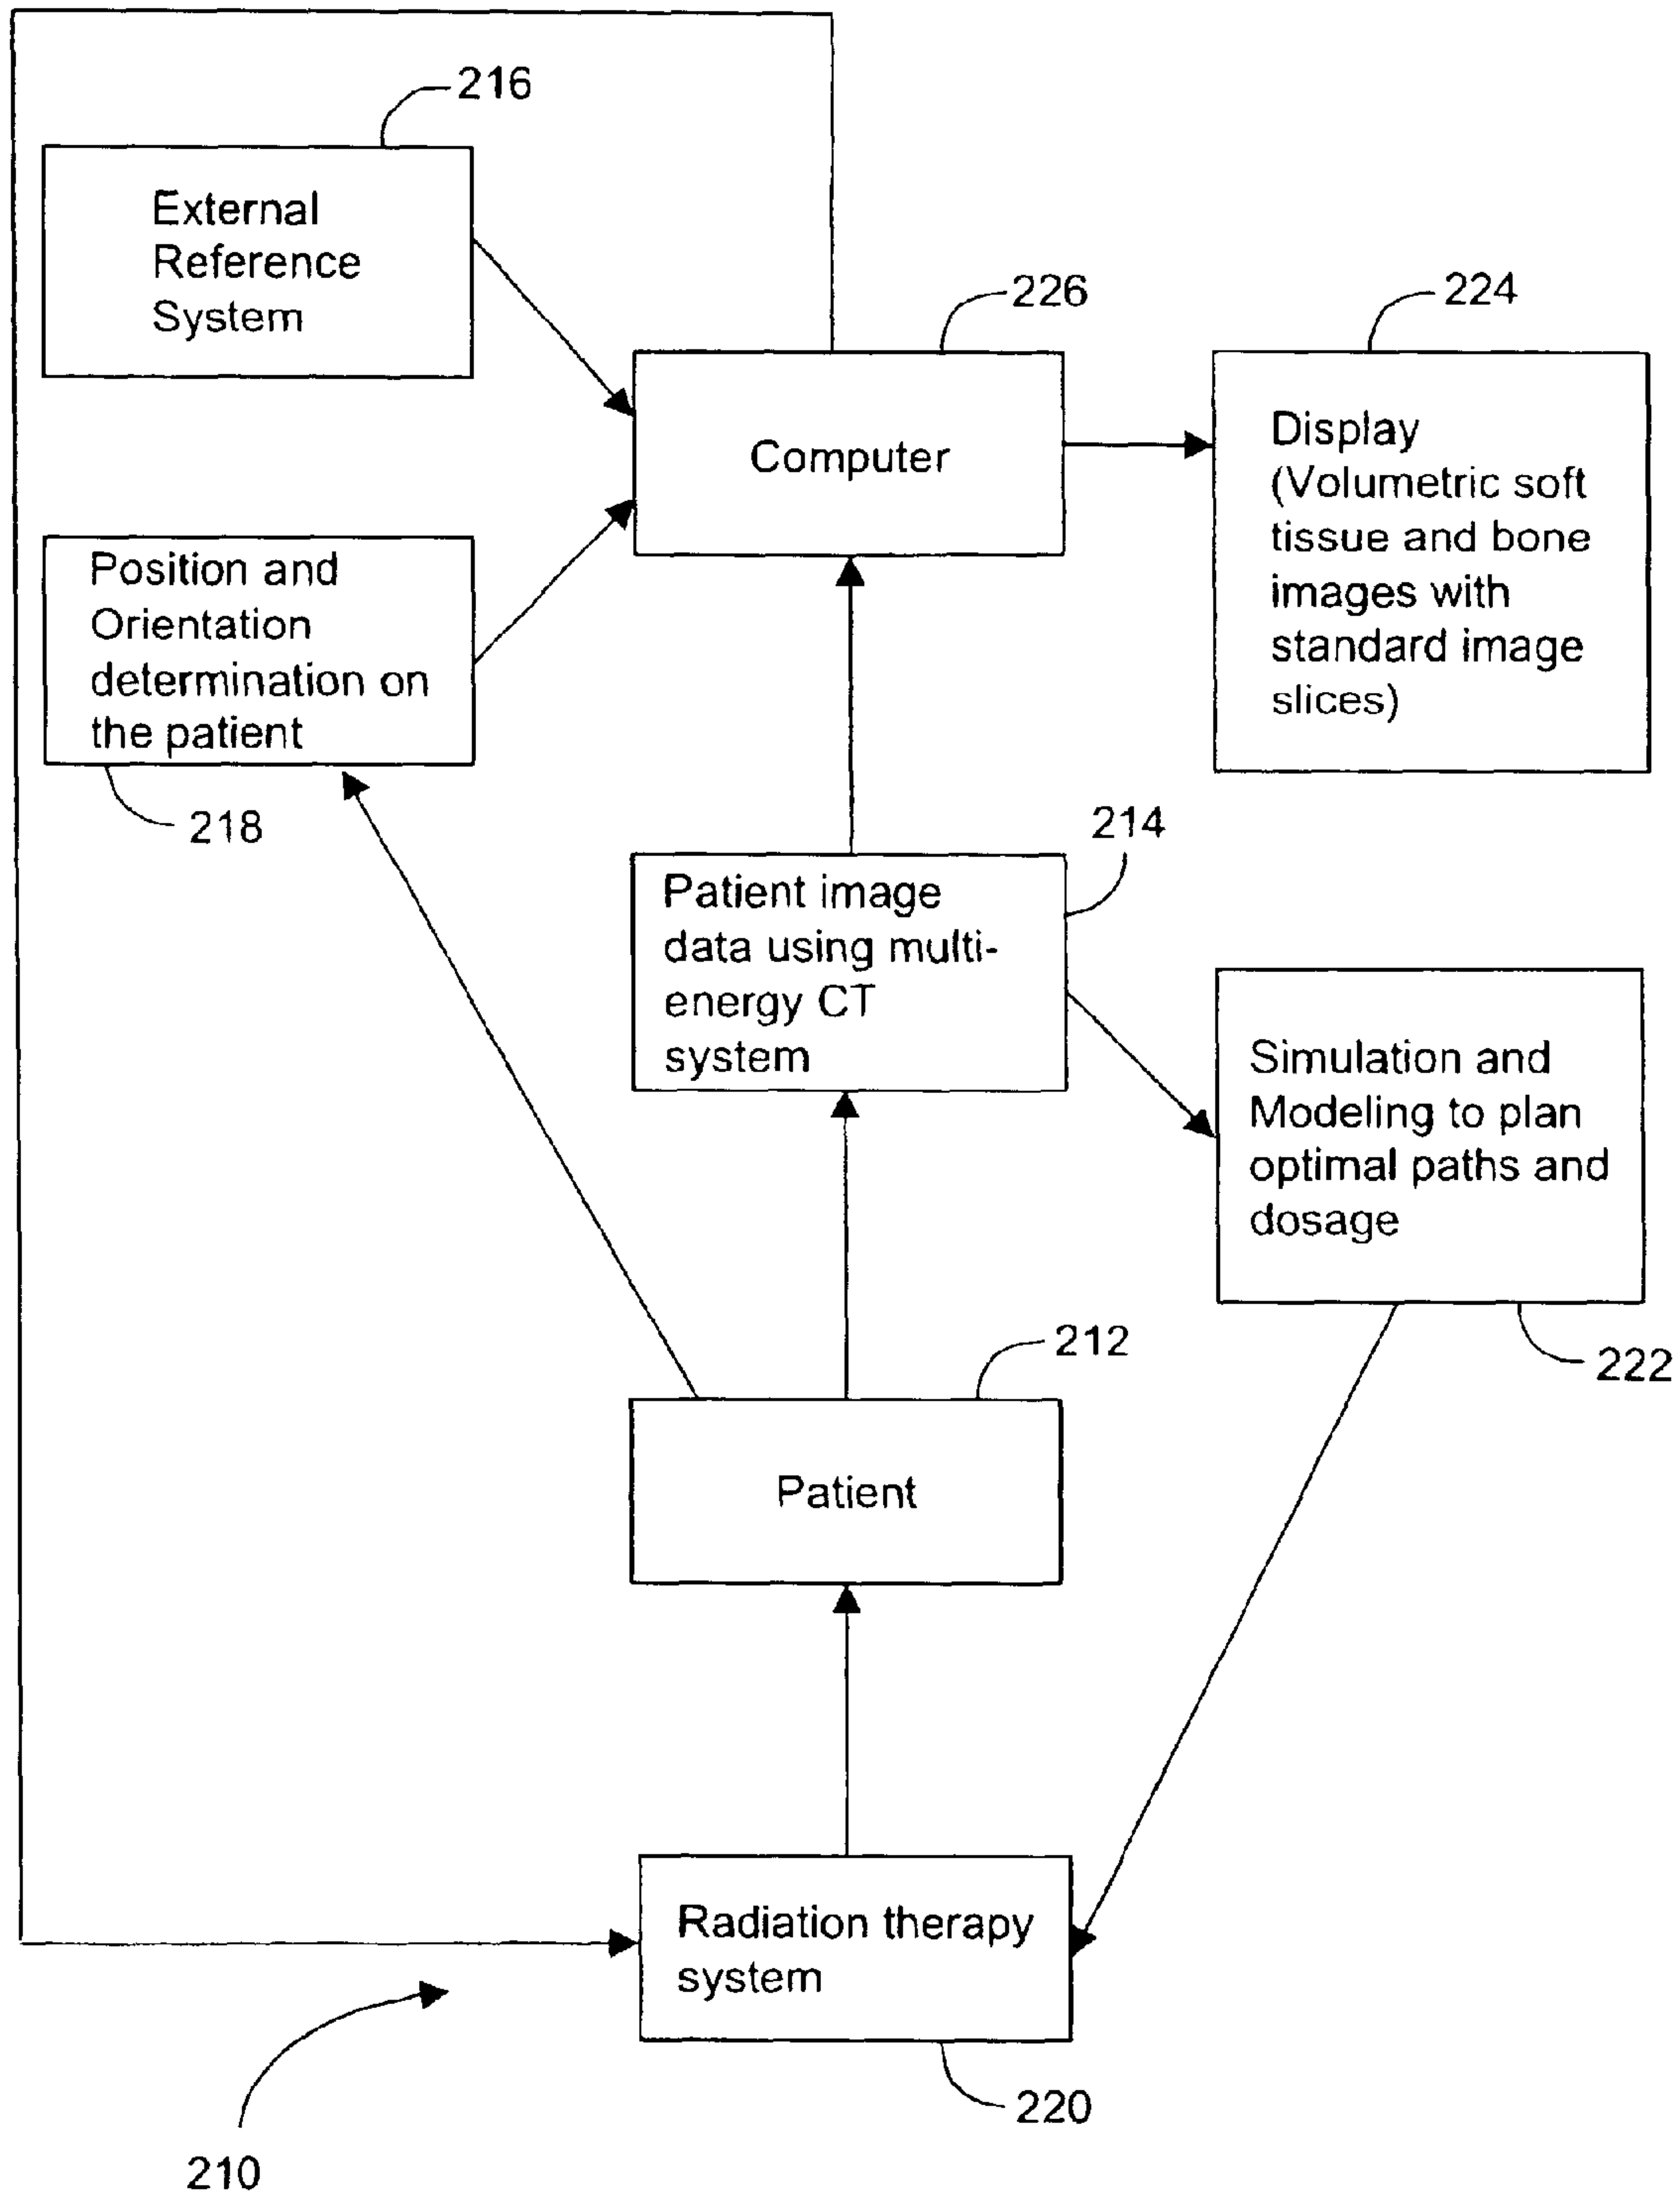 216
External
Reference
System
226
224
Computer
Display
(Volumetric soft
tissue and bone
images with
standard image
slices)
Position and
Orientation
determination on
the patient
218
214
Patient image
data using multi-
energy CT
system
Simulation and
Modeling to plan
optimal paths and
dosage
212
222
Patient
Radiation therapy
system
220
210